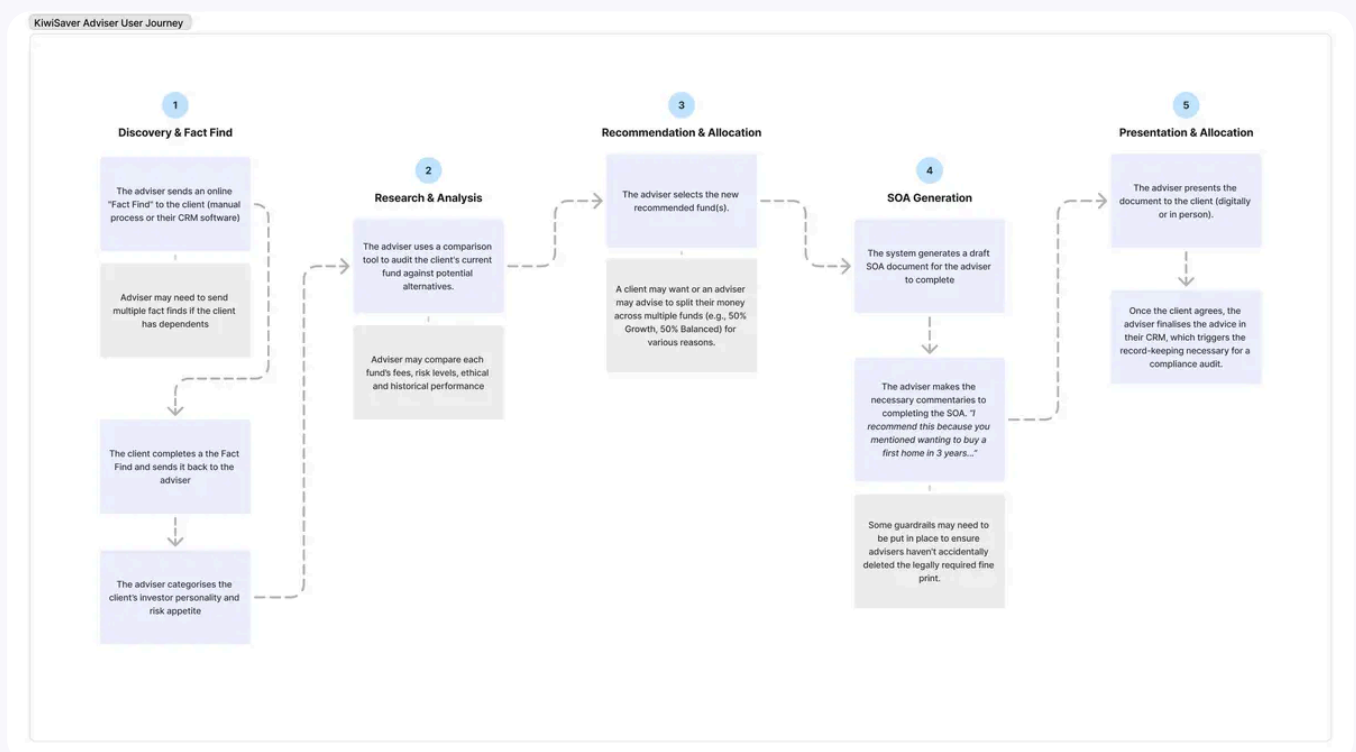 KiwiSaver Adviser User Journey
1
Discovery & Fact Find
The adviser sends an online
"Fact Find" to the client (manual
process or their CRM software)
Adviser may need to send
multiple fact finds if the client
has dependents
The client completes a the Fact
Find and sends it back to the
adviser
The adviser categorises the
client's investor personality and
risk appetite
2
Research & Analysis
The adviser uses a comparison
tool to audit the client's current
fund against potential
alternatives.
Adviser may compare each
fund's fees, risk levels, ethical
and historical performance
3
Recommendation & Allocation
The adviser selects the new
recommended fund(s).
A client may want or an adviser
may advise to split their money
across multiple funds (e.g., 50%
Growth, 50% Balanced) for
various reasons.
4
SOA Generation
The system generates a draft
SOA document for the adviser
to complete
The adviser makes the
necessary commentaries to
completing the SOA. "I
recommend this because you
mentioned wanting to buy a
first home in 3 years..."
Some guardrails may need to
be put in place to ensure
advisers haven't accidentally
deleted the legally required fine
print.
5
Presentation & Allocation
The adviser presents the
document to the client (digitally
or in person).
Once the client agrees, the
adviser finalises the advice in
their CRM, which triggers the
record-keeping necessary for a
compliance audit.